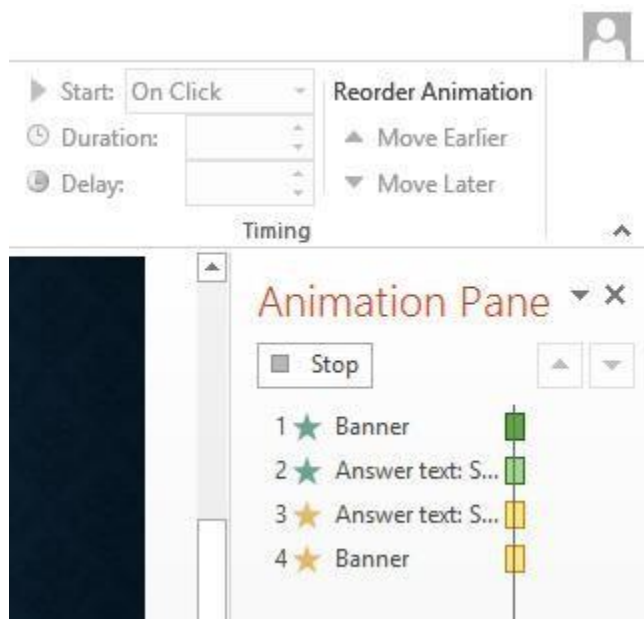 Start: On Click
Reorder Animation
Duration:
Move Earlier
Delay:
Move Later
Timing
Animation Pane
Stop
1 Banner
2 Answer text: S...
3 Answer text: S...
4 Banner